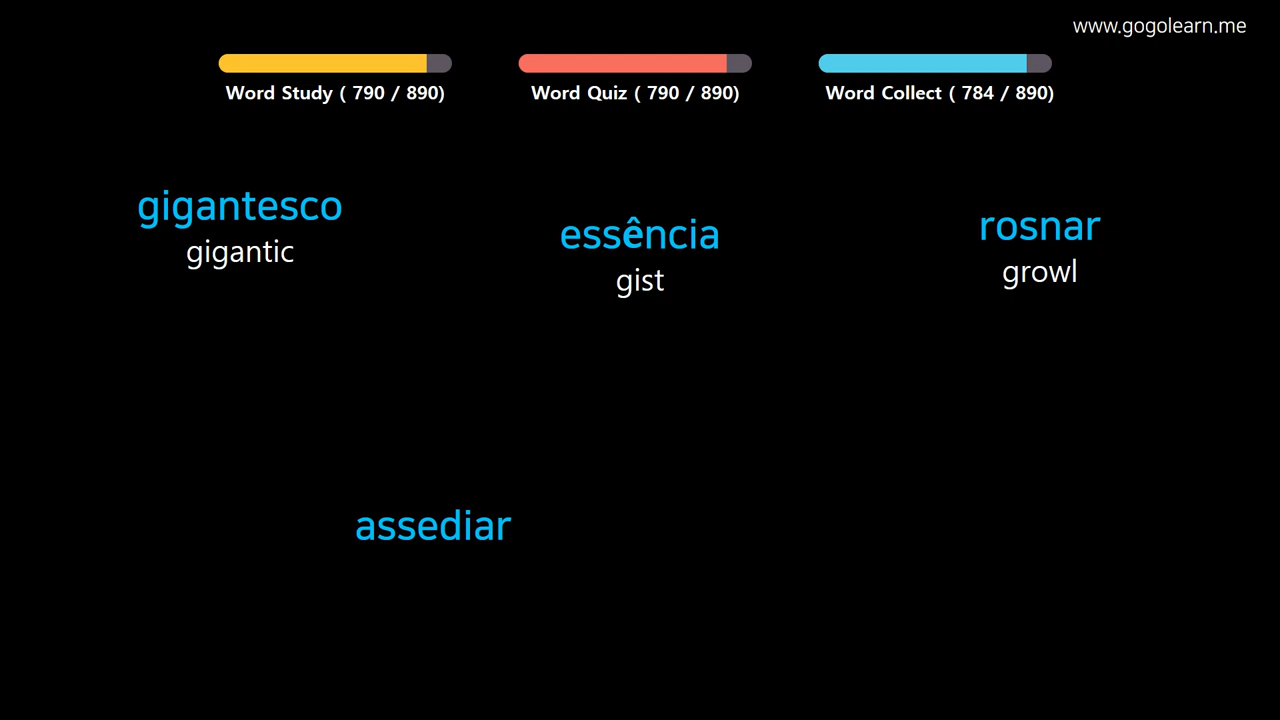 www.gogolearn.me
Word Study ( 790 / 890)
Word Quiz ( 790 / 890)
Word Collect ( 784 / 890)
gigantesco
gigantic
essência
gist
rosnar
growl
assediar